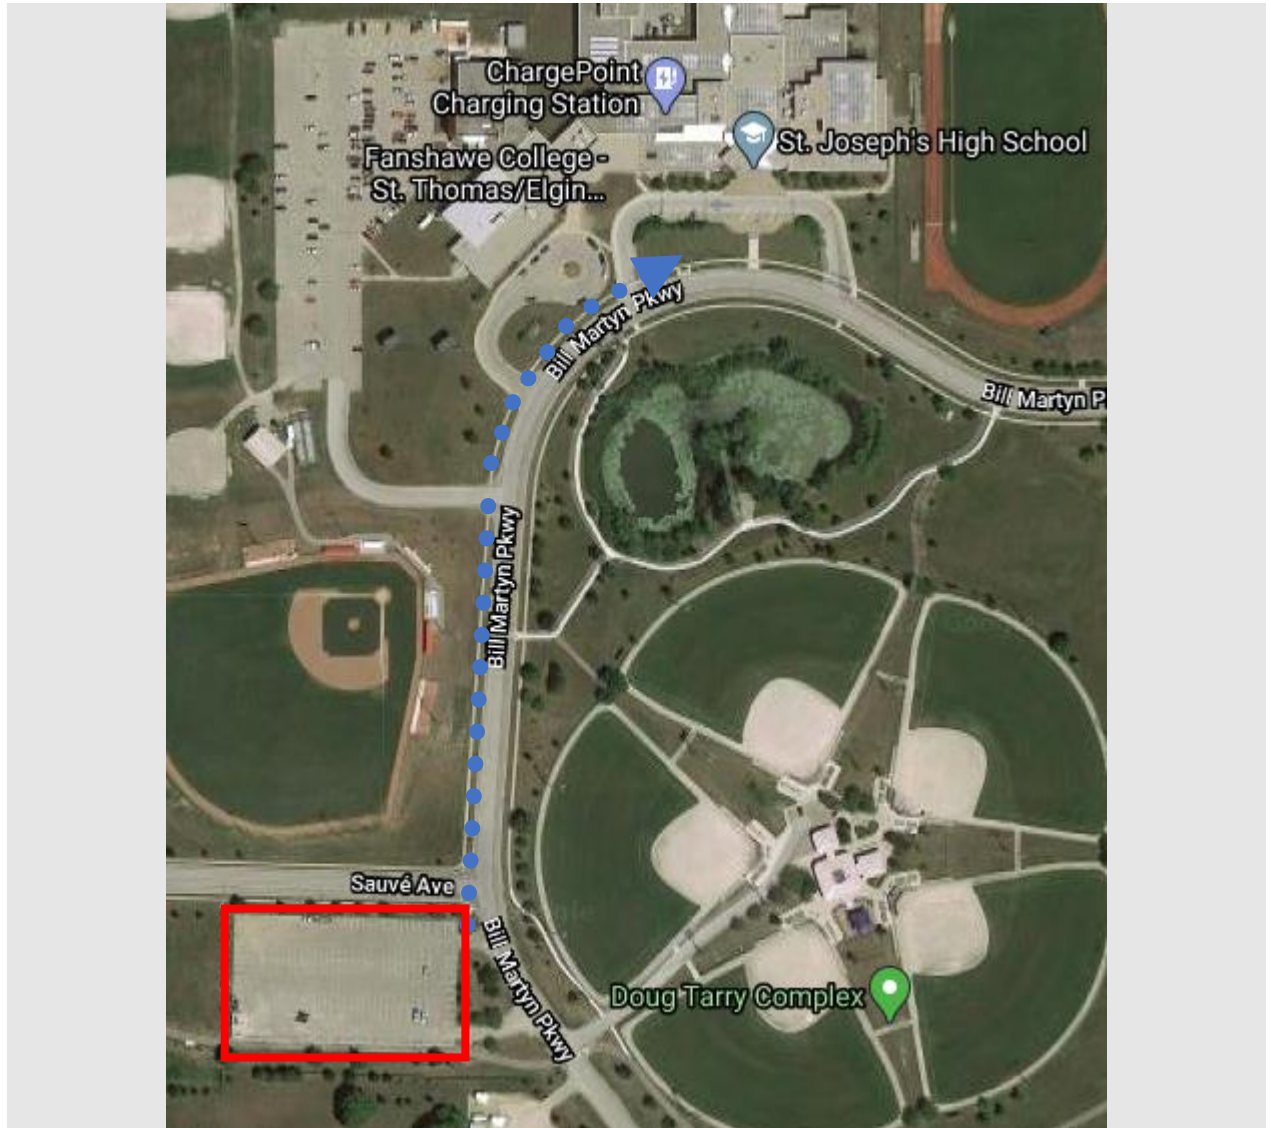 ChargePoint
Charging Station
St. Joseph's High School
Fanshawe College -
St. Thomas/Elgin...
Bill Martyn Pkwy
Bill Martyn P
Bill Martyn Pkwy
Sauvé Ave
Bill Martyn Pkwy
Doug Tarry Complex